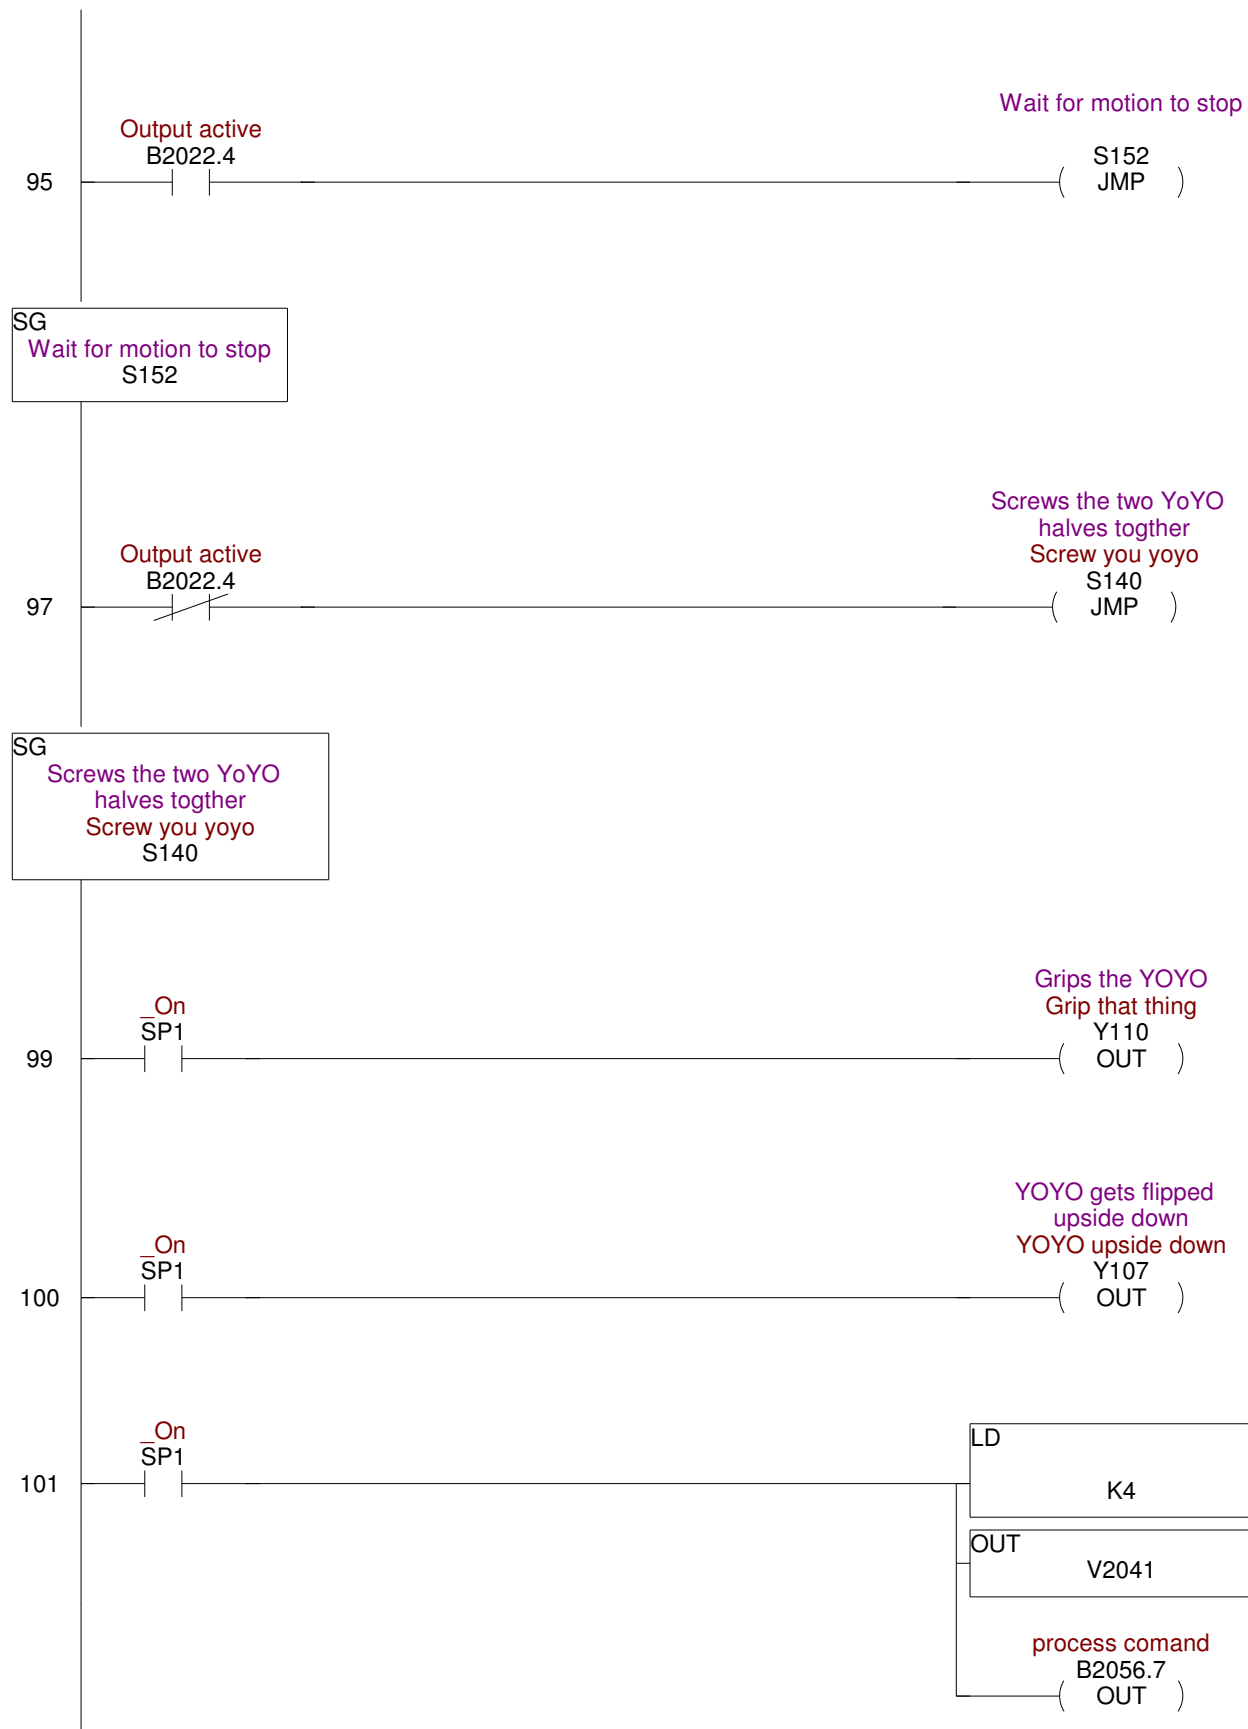 Wait for motion to stop
Output active
B2022.4
S152
95
JMP
SG
Wait for motion to stop
S152
Screws the two YoYO
halves togther
Output active
Screw you yoyo
B2022.4
S140
97
JMP
SG
Screws the two YoYO
halves togther
Screw you yoyo
S140
Grips the YOYO
_On
Grip that thing
SP1
Y110
99
OUT
YOYO gets flipped
upside down
_On
YOYO upside down
SP1
Y107
100
OUT
_On
SP1
LD
101
K4
OUT
V2041
process comand
B2056.7
OUT